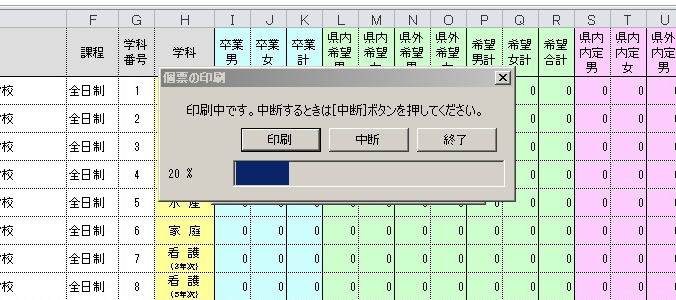 F G H I J K L M N O P Q R S T U
課程 学科番号 学科 卒業男 卒業女 卒業計 県内希望男 県内希望 県外希望 県外希望 希望男計 希望女計 希望合計 県内内定男 県内内定女 県外内定男
個票の印刷
校 全日制 1 0 0 0 0 0
印刷中です。中断するときは[中断]ボタンを押してください。
校 全日制 2 0 0 0 0 0
印刷 中断 終了
校 全日制 3 0 0 0 0 0
20 %
校 全日制 4 0 0 0 0 0
校 全日制 5 水 産 0 0 0 0 0 0 0 0 0 0 0 0 0
校 全日制 6 家 庭 0 0 0 0 0 0 0 0 0 0 0 0 0
校 全日制 7 看 護 (3年次) 0 0 0 0 0 0 0 0 0 0 0 0 0
校 全日制 8 看 護 (5年次) 0 0 0 0 0 0 0 0 0 0 0 0 0